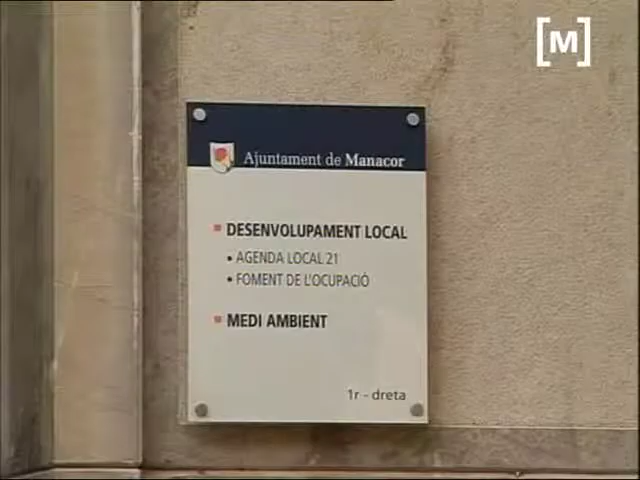 [M]
Ajuntament de Manacor
DESENVOLUPAMENT LOCAL
• AGENDA LOCAL 21
• FOMENT DE L'OCUPACIÓ
MEDI AMBIENT
1r - dreta